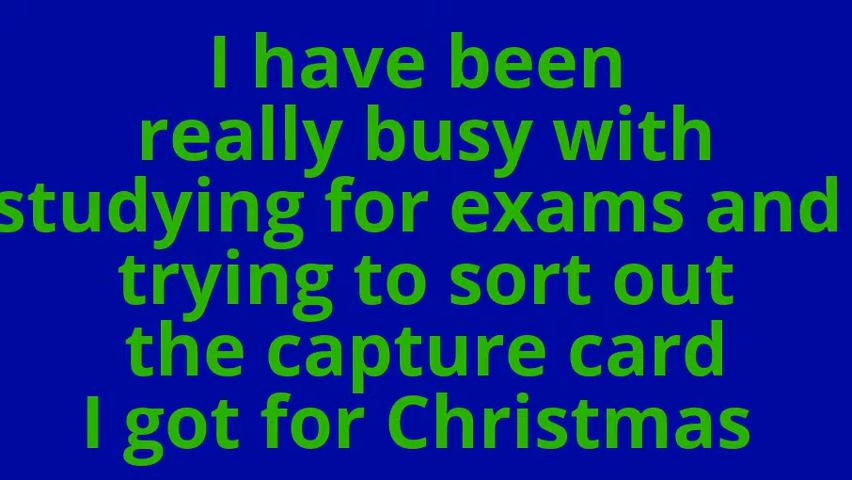 I have been
really busy with
studying for exams and
trying to sort out
the capture card
I got for Christmas